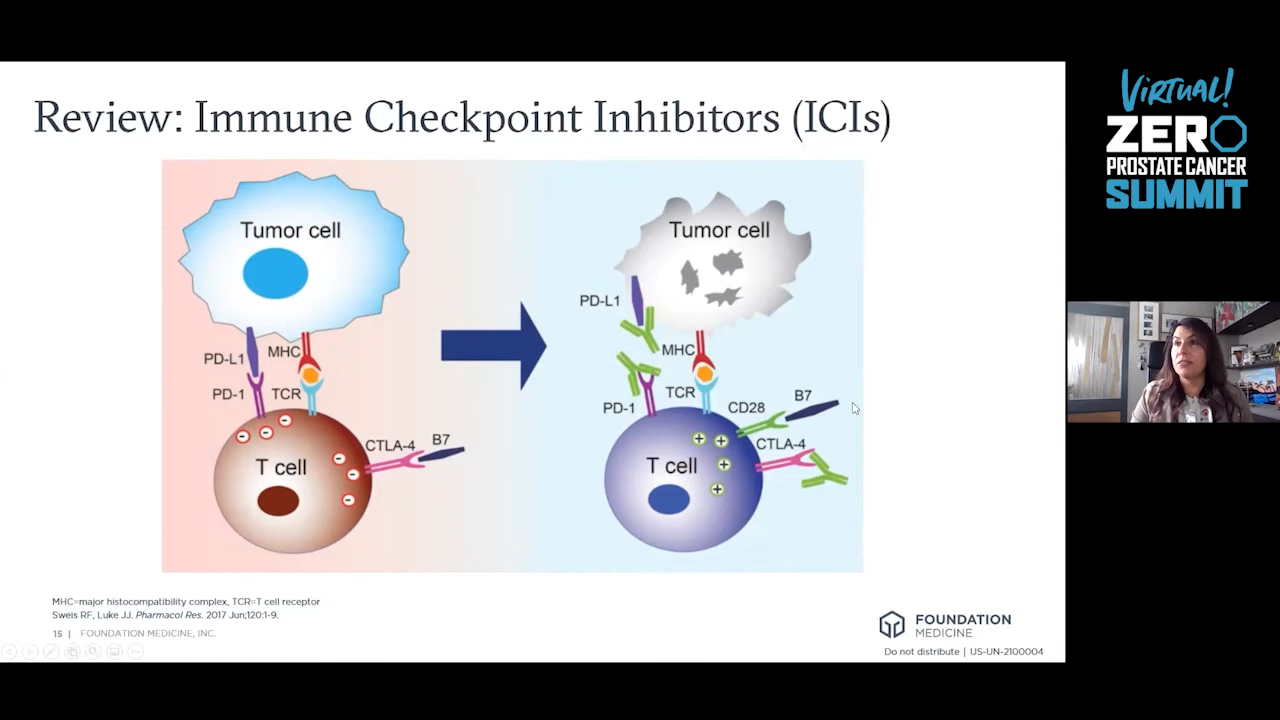 Review: Immune Checkpoint Inhibitors (ICIs)
Tumor cell
PD-L1
MHC
PD-1
TCR
CTLA-4
B7
T cell
Tumor cell
PD-L1
MHC
TCR
PD-1
CD28
B7
CTLA-4
T cell
MHC=major histocompatibility complex, TCR=T cell receptor
Sweis RF, Luke JJ. Pharmacol Res. 2017 Jun;120:1-9.
15 | FOUNDATION MEDICINE, INC.
FOUNDATION
MEDICINE
Do not distribute | US-UN-2100004
VIRTUAL!
ZERO
PROSTATE CANCER
SUMMIT